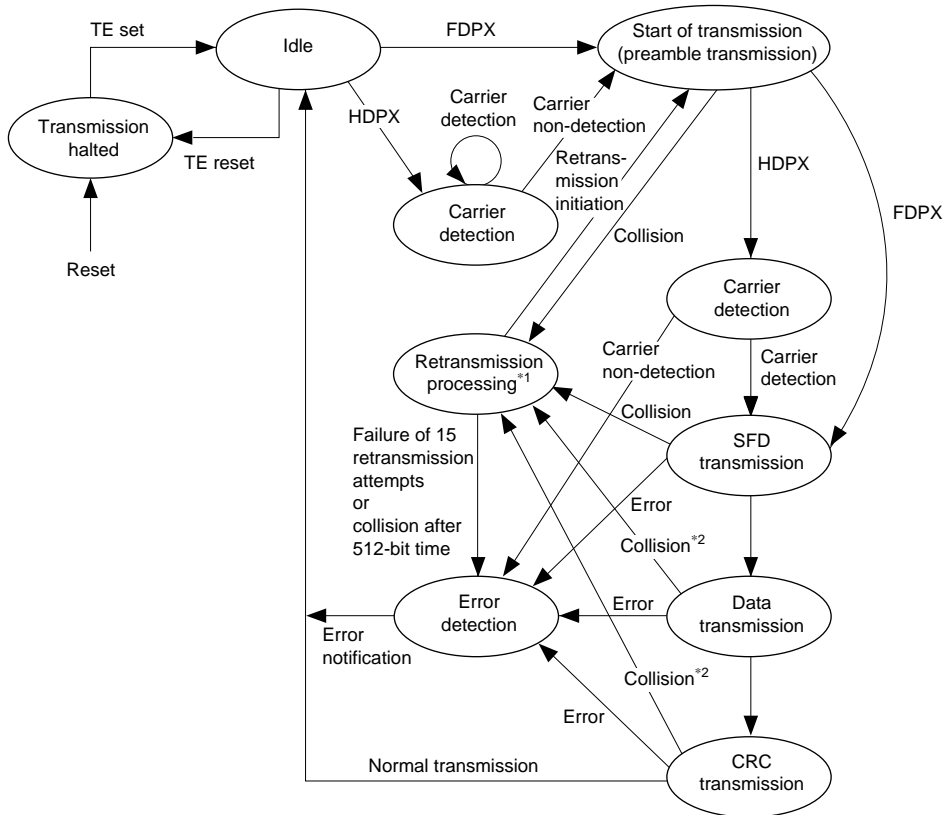 TE set
Idle
FDPX
Start of transmission
(preamble transmission)
Transmission
halted
TE reset
Reset
HDPX
Carrier
detection
Carrier
non-detection
Carrier
detection
Retrans-
mission
initiation
Collision
HDPX
FDPX
Carrier
detection
Carrier
non-detection
Carrier
detection
Retransmission
processing*1
Collision
SFD
transmission
Failure of 15
retransmission
attempts
or
collision after
512-bit time
Error
Collision*2
Error
detection
Error
Data
transmission
Error
notification
Collision*2
Error
Normal transmission
CRC
transmission